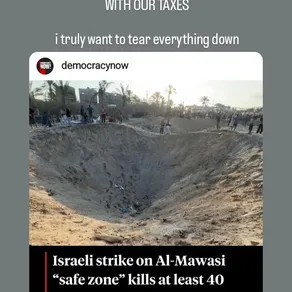 WITH OUR TAXES
i truly want to tear everything down
democracynow
Israeli strike on Al-Mawasi
“safe zone” kills at least 40